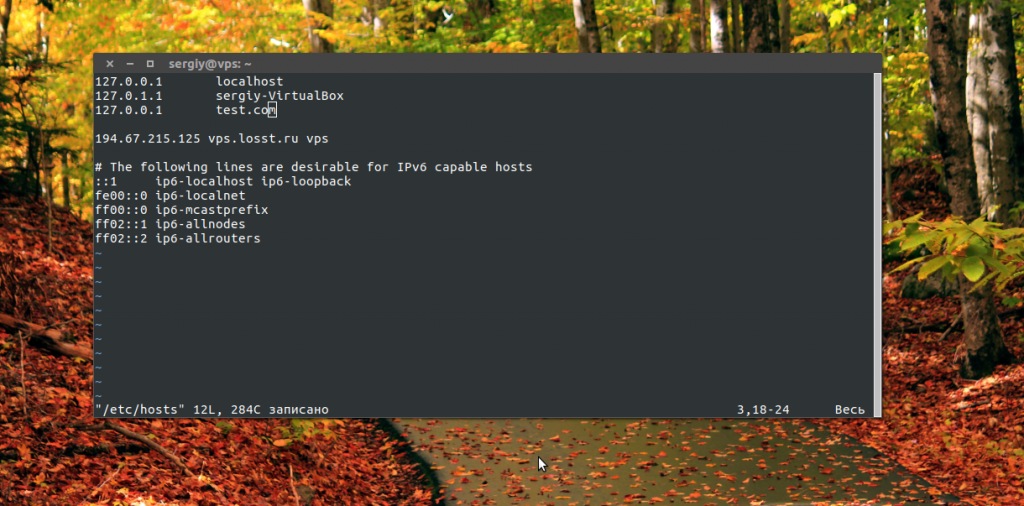 sergiy@vps: ~
127.0.0.1 localhost
127.0.1.1 sergiy-VirtualBox
127.0.0.1 test.com
194.67.215.125 vps.losst.ru vps
# The following lines are desirable for IPv6 capable hosts
::1 ip6-localhost ip6-loopback
fe00::0 ip6-localnet
ff00::0 ip6-mcastprefix
ff02::1 ip6-allnodes
ff02::2 ip6-allrouters
~
~
~
~
~
~
~
~
~
~
~
"/etc/hosts" 12L, 284C записано 3,18-24 Весь